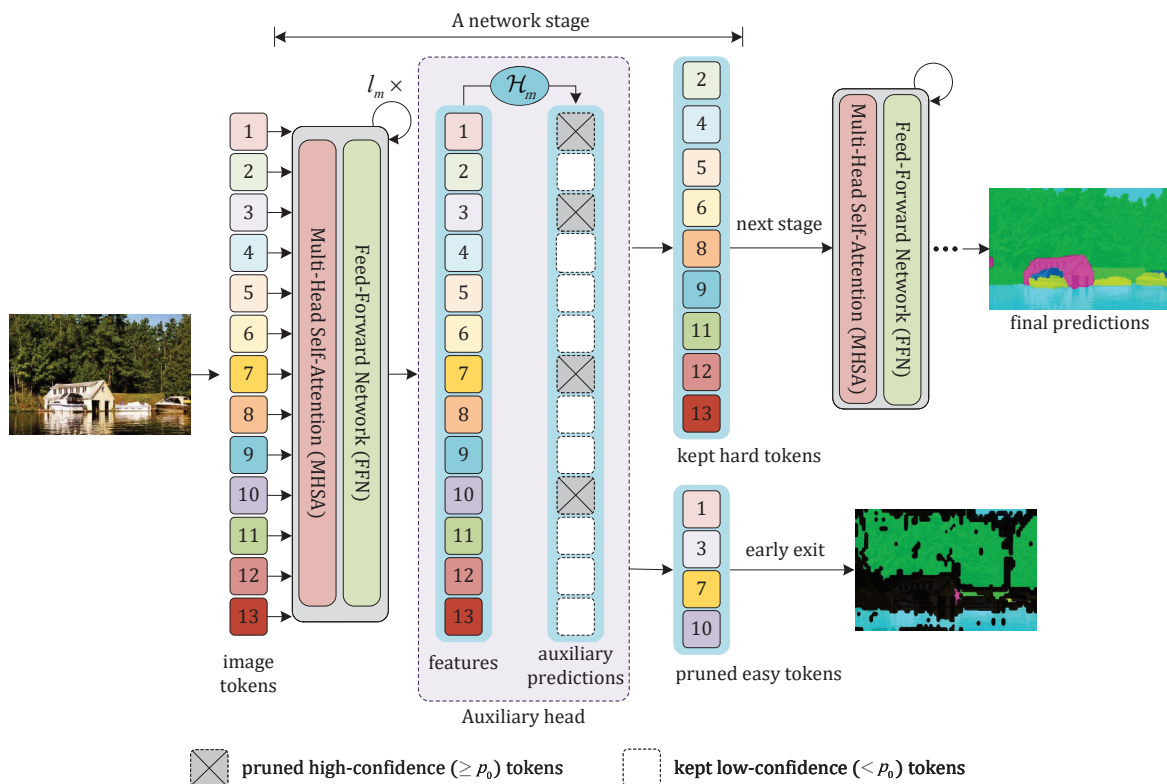 A network stage
l_m ×
1
2
3
4
5
6
7
8
9
10
11
12
13
image
tokens
Multi-Head Self-Attention (MHSA)
Feed-Forward Network (FFN)
ℋ_m
1
2
3
4
5
6
7
8
9
10
11
12
13
features
auxiliary
predictions
Auxiliary head
2
4
5
6
8
9
11
12
13
kept hard tokens
1
3
7
10
pruned easy tokens
next stage
early exit
Multi-Head Self-Attention (MHSA)
Feed-Forward Network (FFN)
final predictions
pruned high-confidence (≥ p₀) tokens
kept low-confidence (< p₀) tokens